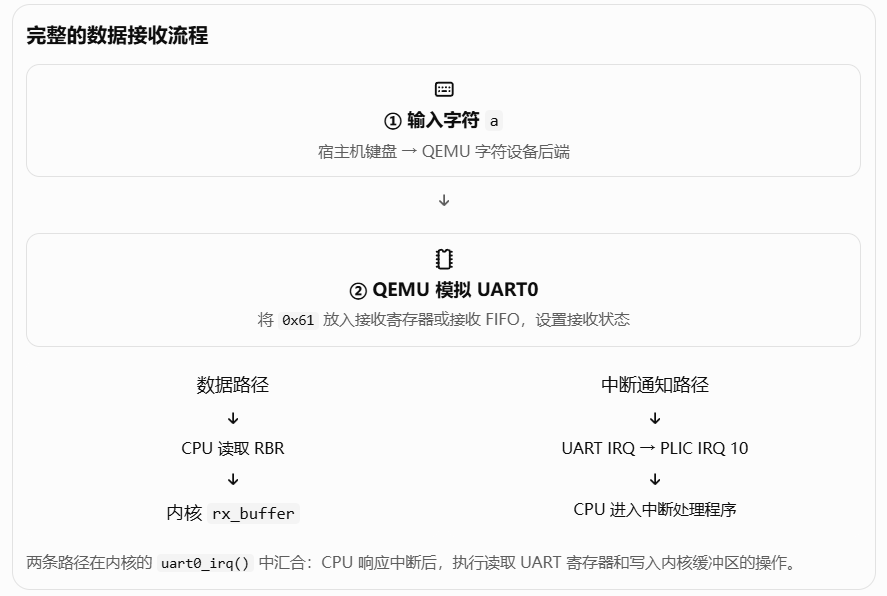 完整的数据接收流程
① 输入字符 a
宿主机键盘 → QEMU 字符设备后端
↓
② QEMU 模拟 UART0
将 0x61 放入接收寄存器或接收 FIFO，设置接收状态
数据路径
↓
CPU 读取 RBR
↓
内核 rx_buffer
中断通知路径
↓
UART IRQ → PLIC IRQ 10
↓
CPU 进入中断处理程序
两条路径在内核的 uart0_irq() 中汇合：CPU 响应中断后，执行读取 UART 寄存器和写入内核缓冲区的操作。